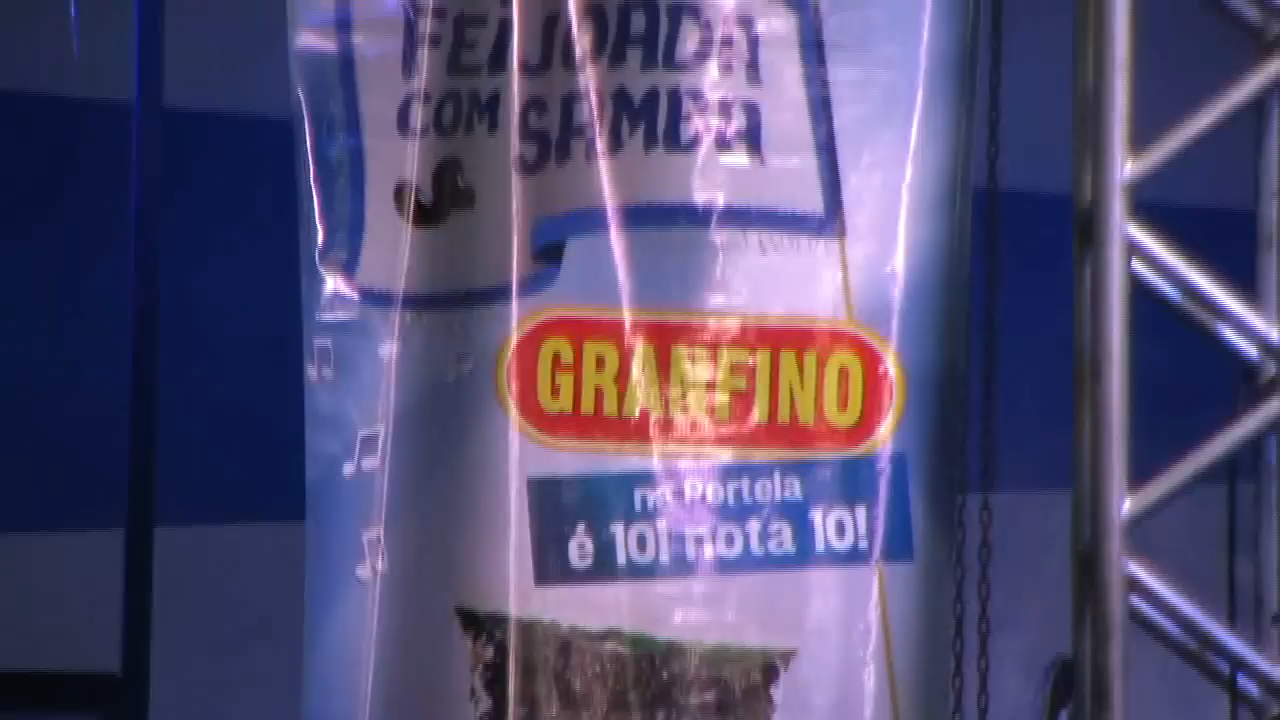 FEIJOADA
COM SAMBA
GRANFINO
na Portela
é 10! nota 10!